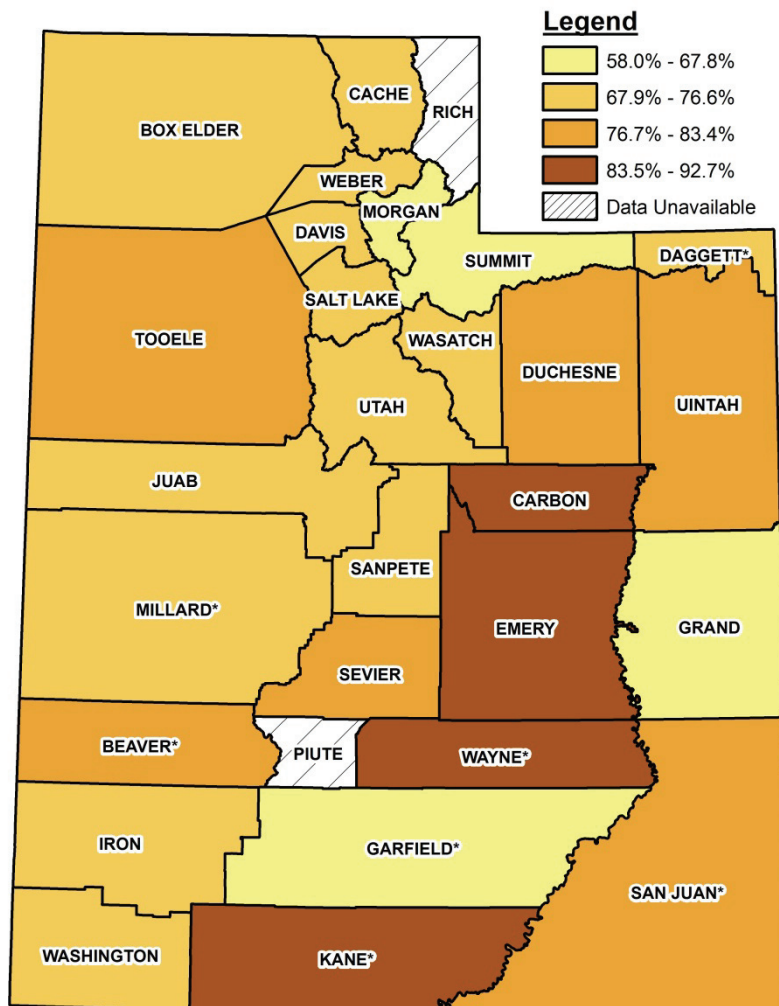 Legend
58.0% - 67.8%
67.9% - 76.6%
76.7% - 83.4%
83.5% - 92.7%
Data Unavailable
CACHE
RICH
BOX ELDER
WEBER
MORGAN
DAVIS
SUMMIT
DAGGETT*
SALT LAKE
TOOELE
WASATCH
DUCHESNE
UINTAH
UTAH
JUAB
CARBON
SANPETE
MILLARD*
EMERY
GRAND
SEVIER
BEAVER*
PIUTE
WAYNE*
IRON
GARFIELD*
SAN JUAN*
WASHINGTON
KANE*